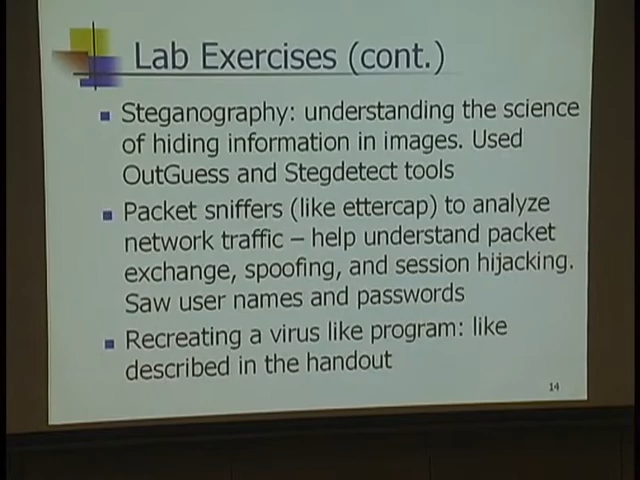 Lab Exercises (cont.)
Steganography: understanding the science
of hiding information in images. Used
OutGuess and Stegdetect tools
Packet sniffers (like ettercap) to analyze
network traffic – help understand packet
exchange, spoofing, and session hijacking.
Saw user names and passwords
Recreating a virus like program: like
described in the handout
14